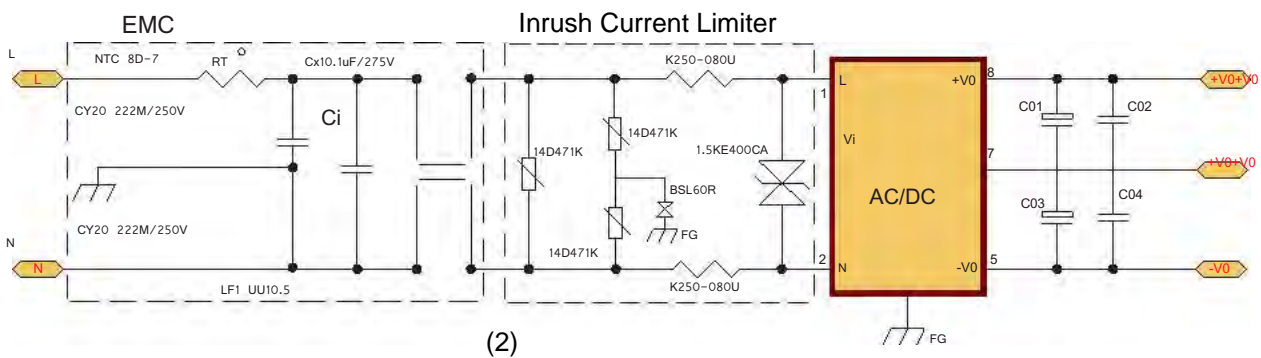 EMC
Inrush Current Limiter
L
NTC 8D-7
RT
Cx10.1uF/275V
K250-080U
L
1
L
+V0
8
+V0+V0
CY20 222M/250V
Ci
14D471K
14D471K
1.5KE400CA
Vi
C01
C02
7
+V0+V0
BSL60R
AC/DC
C03
C04
FG
N
CY20 222M/250V
14D471K
N
2
N
-V0
5
-V0
LF1 UU10.5
K250-080U
FG
(2)